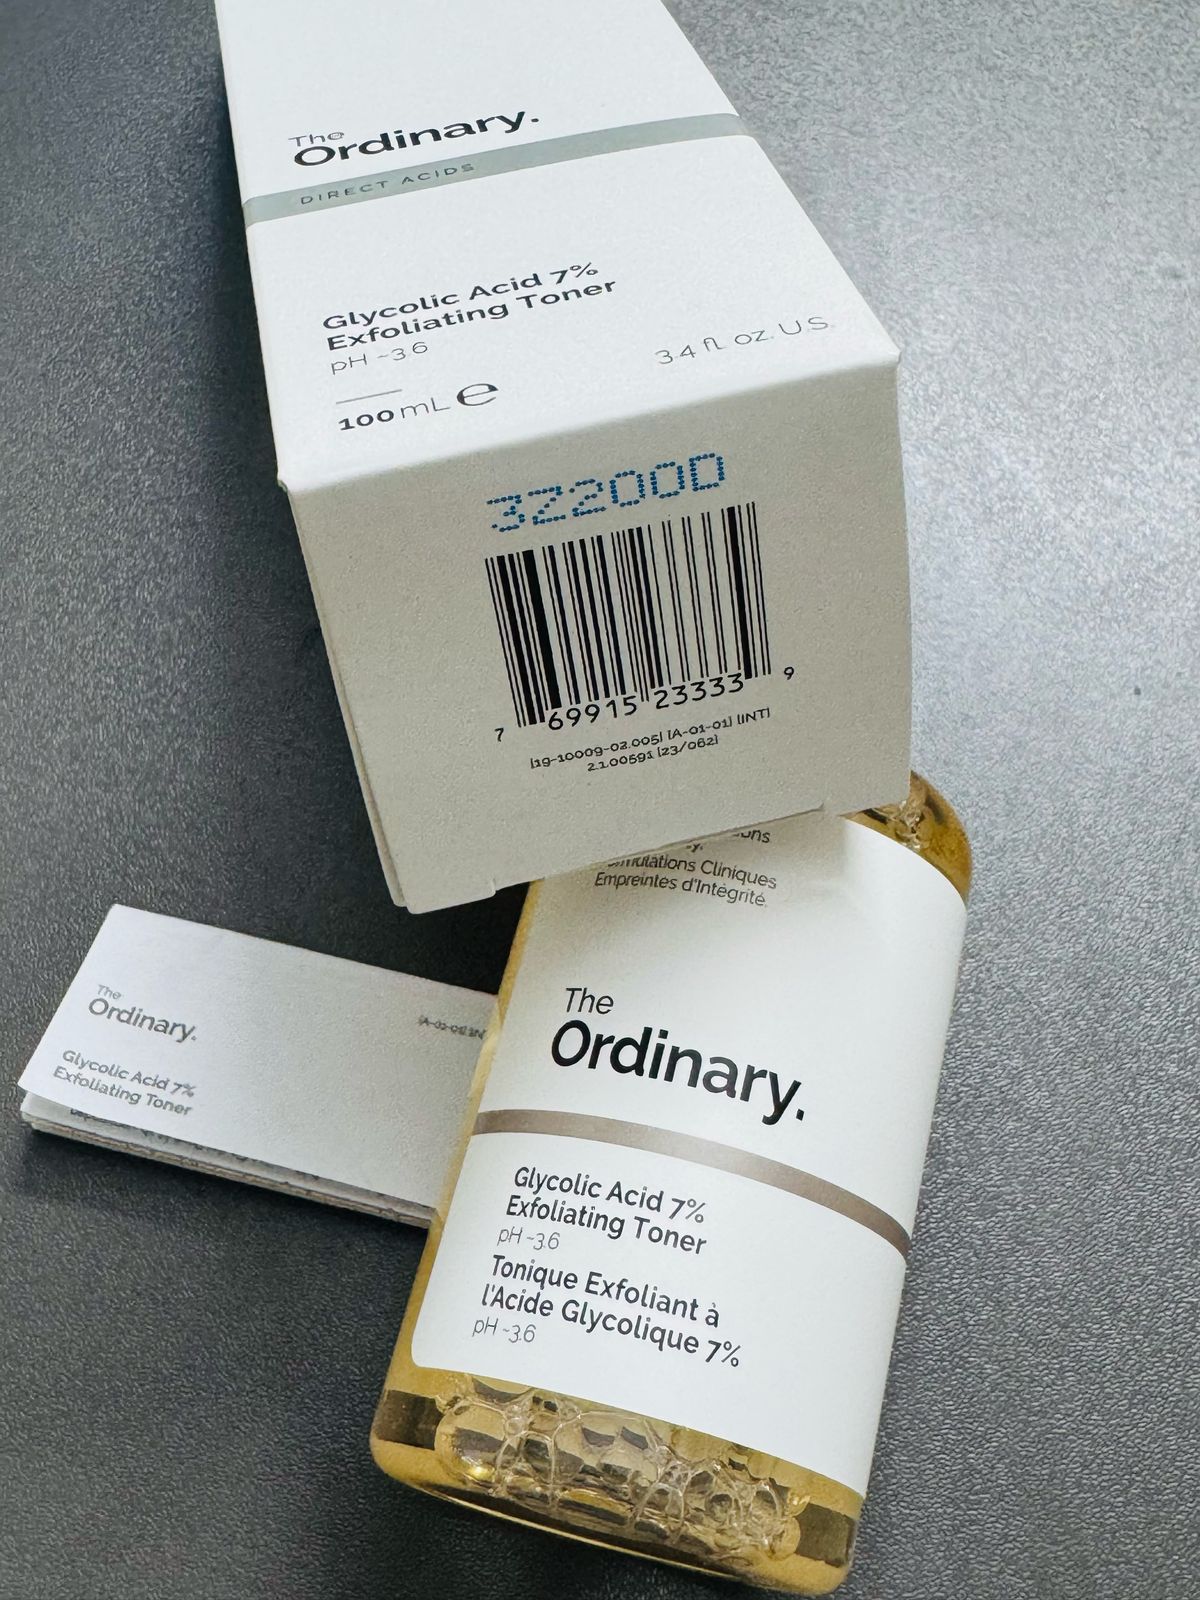 The
Ordinary.
DIRECT ACIDS
Glycolic Acid 7%
Exfoliating Toner
pH ~3.6
100 mL e
3.4 fl. oz. U.S.
3Z200D
7 69915 23333 9
[19-10009-02.005] [A-01-01] [INT]
2.1.00591 [23/062]
Cliniques
Empreintes d'Intégrité.
The
Ordinary.
Glycolic Acid 7%
Exfoliating Toner
pH ~3.6
Tonique Exfoliant à
l'Acide Glycolique 7%
pH ~3.6
The
Ordinary.
Glycolic Acid 7%
Exfoliating Toner